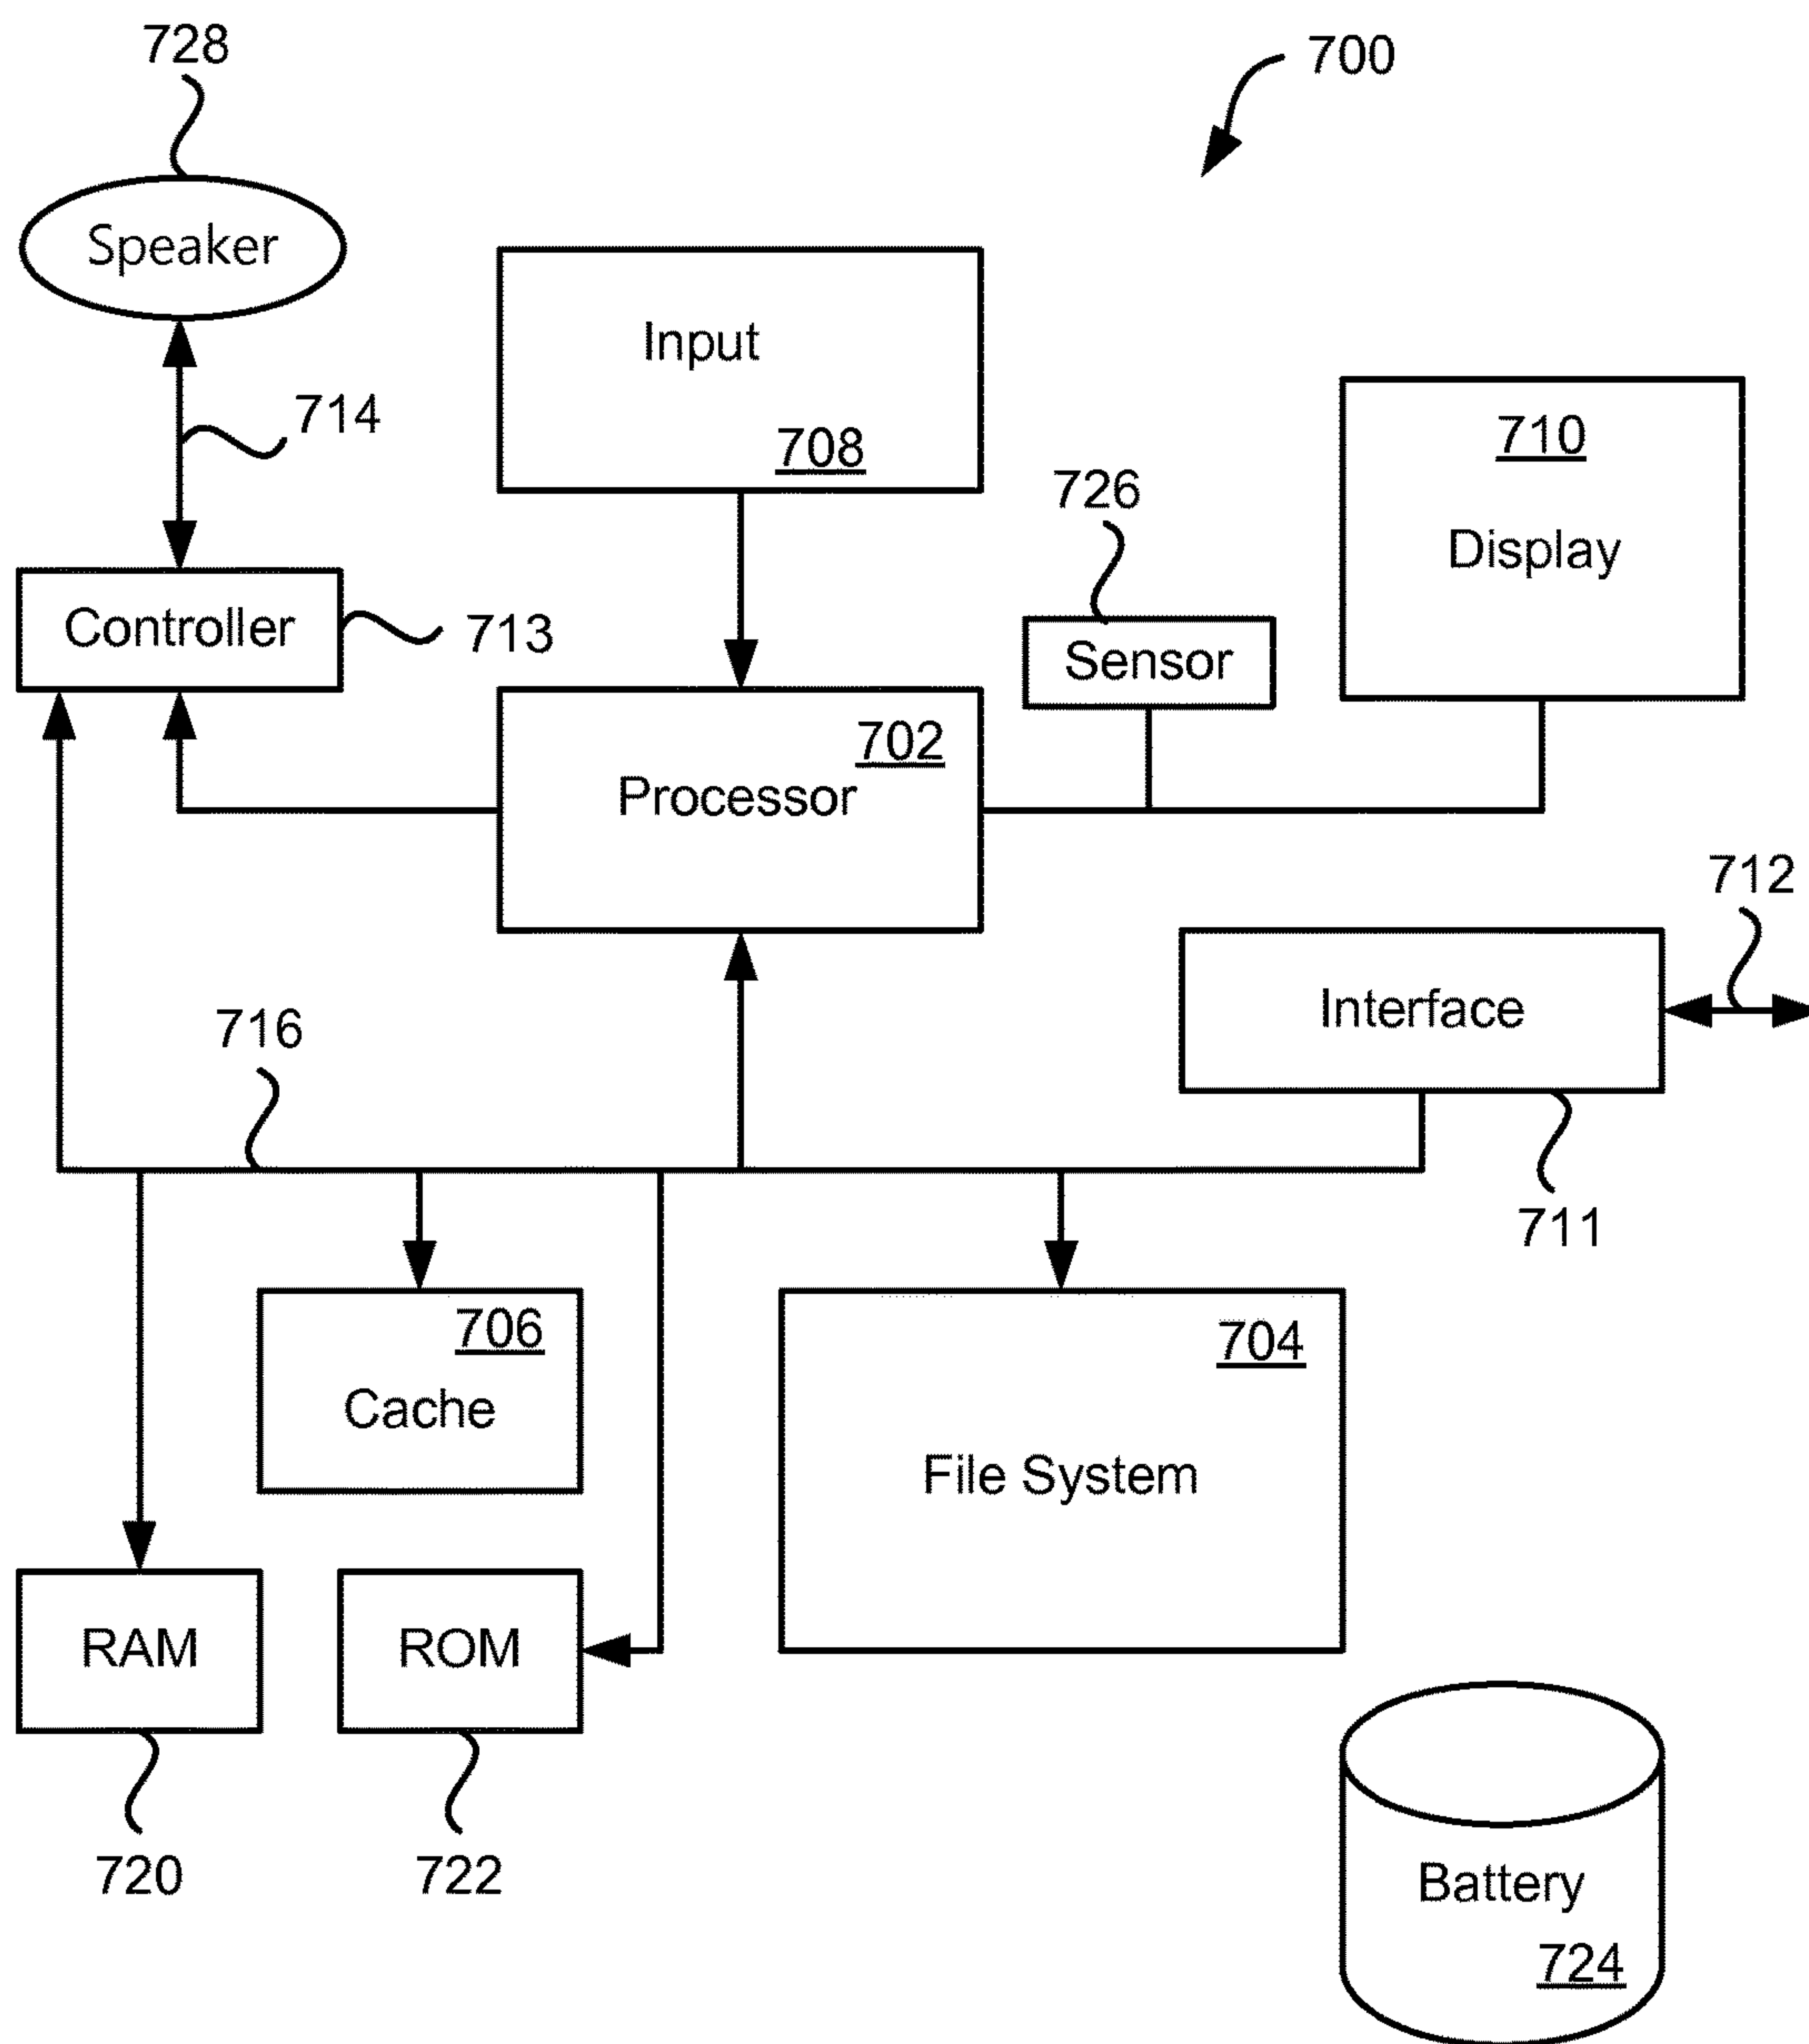 728
700
Speaker
Input
708
714
710
Display
726
Sensor
Controller
713
702
Processor
712
Interface
716
711
706
Cache
704
File System
RAM
ROM
720
722
Battery
724